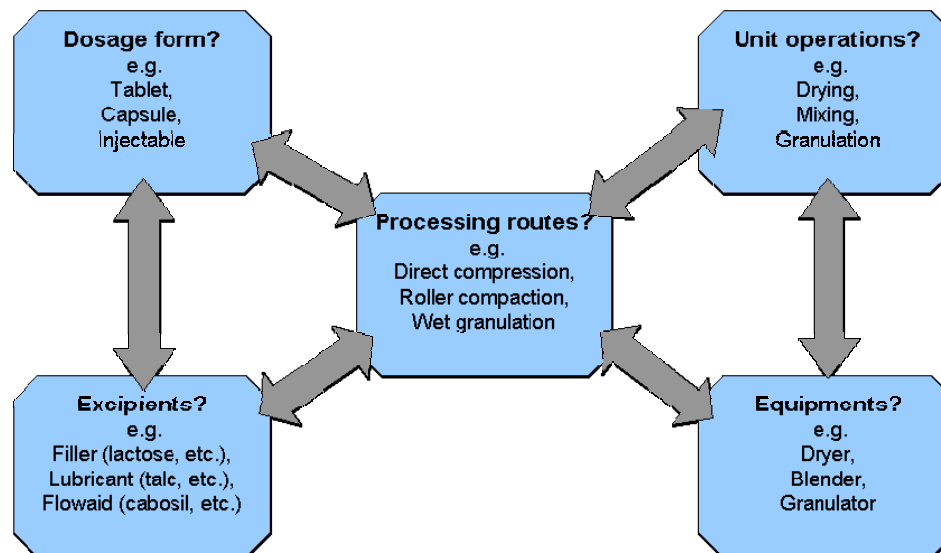 Dosage form?
e.g.
Tablet,
Capsule,
Injectable
Unit operations?
e.g.
Drying,
Mixing,
Granulation
Processing routes?
e.g.
Direct compression,
Roller compaction,
Wet granulation
Excipients?
e.g.
Filler (lactose, etc.),
Lubricant (talc, etc.),
Flowaid (cabosil, etc.)
Equipments?
e.g.
Dryer,
Blender,
Granulator